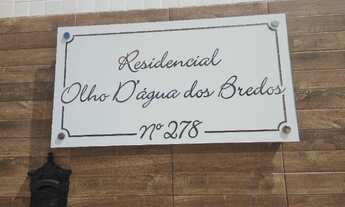 Residencial
Olho D'água dos Bredos
Nº 278